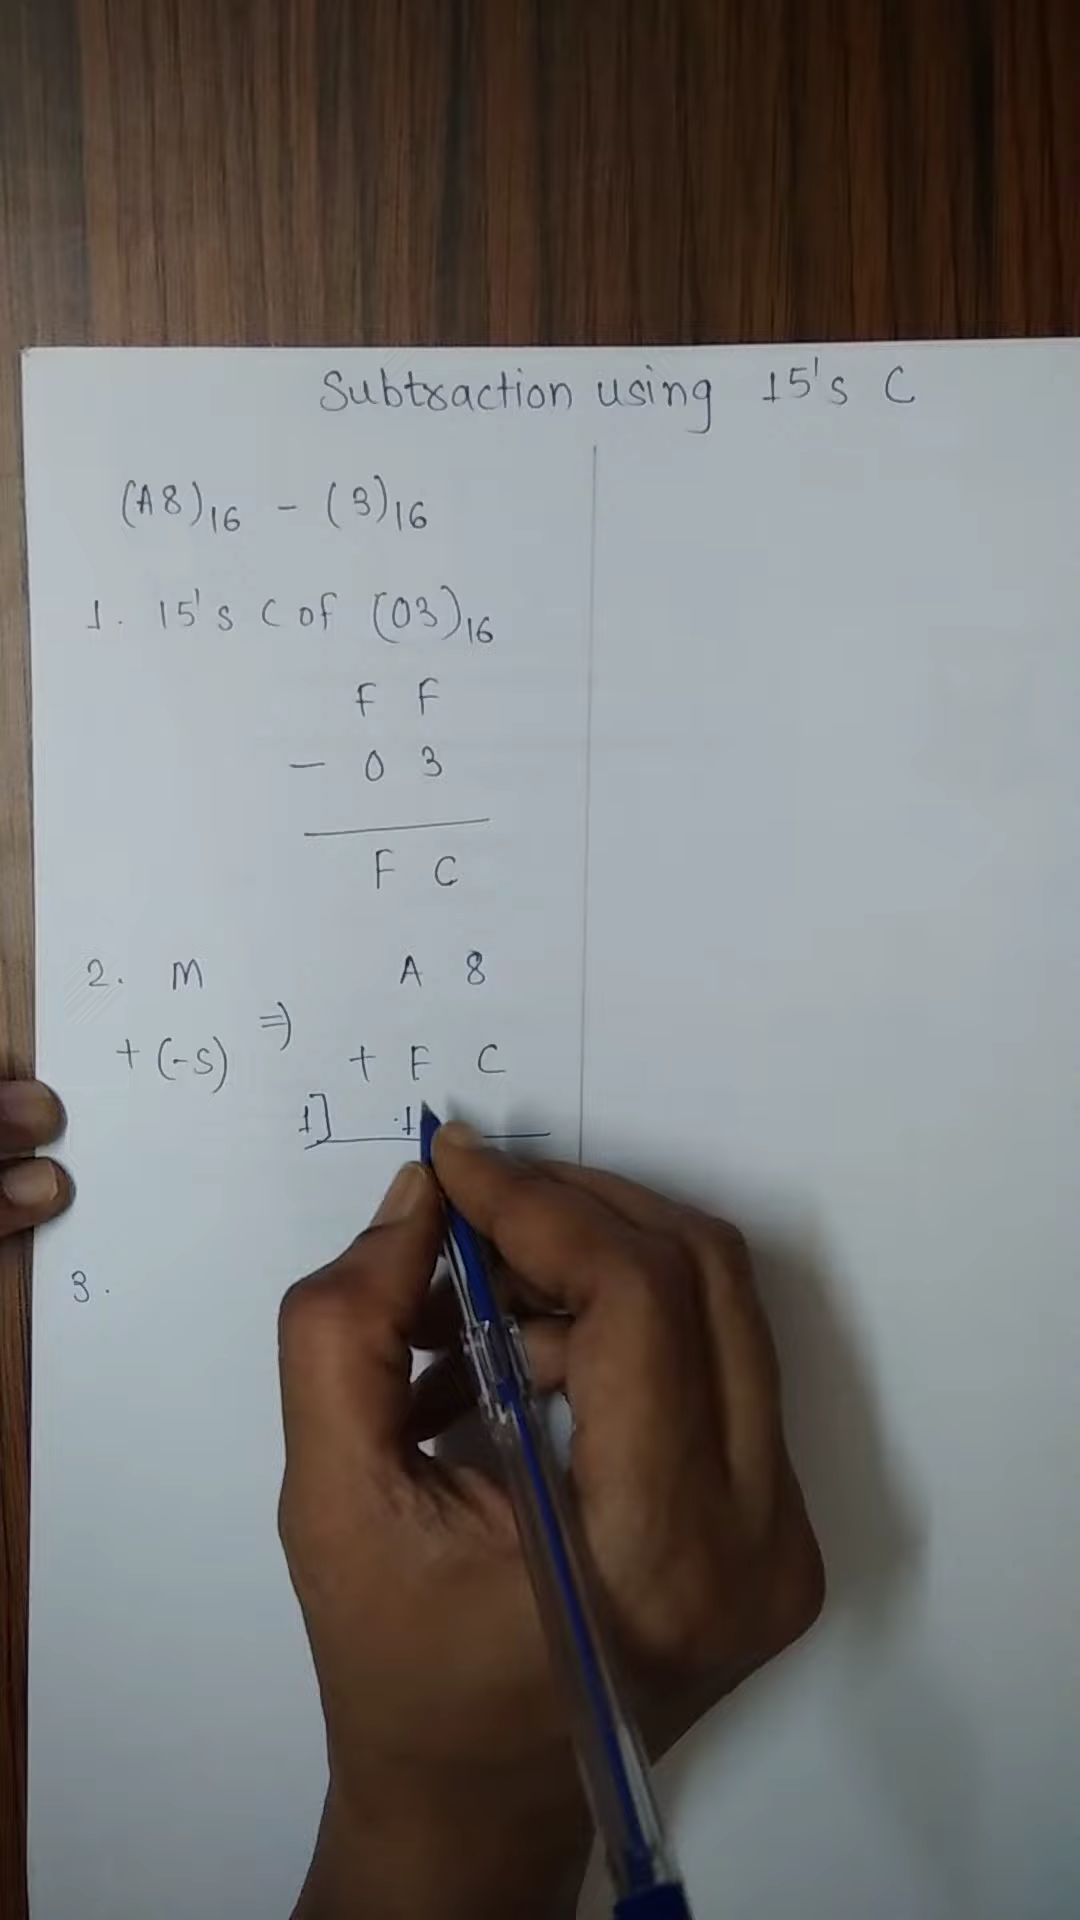 Subtraction using 15's C
(A8)16 - (3)16
1. 15's C of (03)16
F F
- 0 3
F C
2. M A 8
+ (-S) ⇒ + F C
1] 1
3.